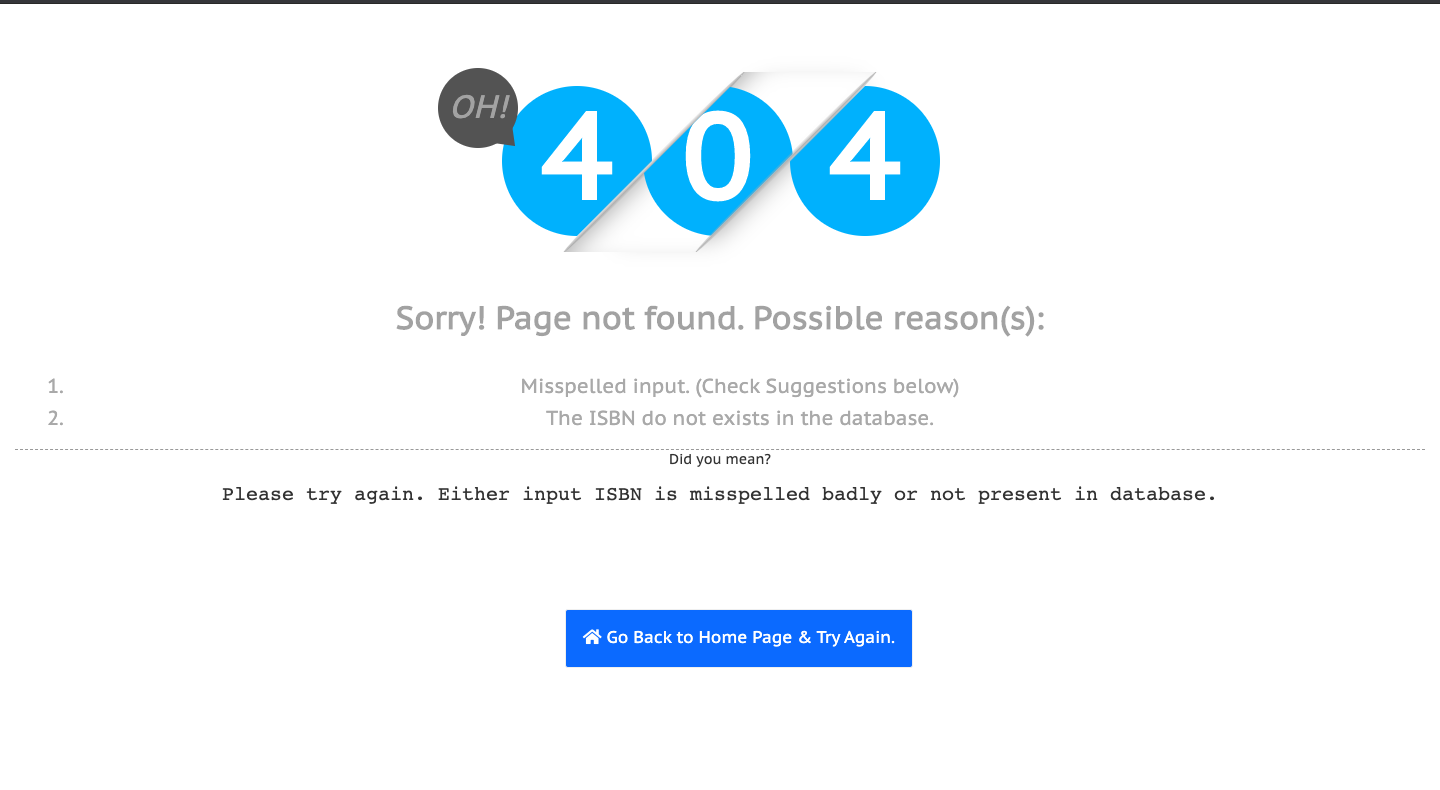 OH!
404
Sorry! Page not found. Possible reason(s):
1. Misspelled input. (Check Suggestions below)
2. The ISBN do not exists in the database.
Did you mean?
Please try again. Either input ISBN is misspelled badly or not present in database.
Go Back to Home Page & Try Again.